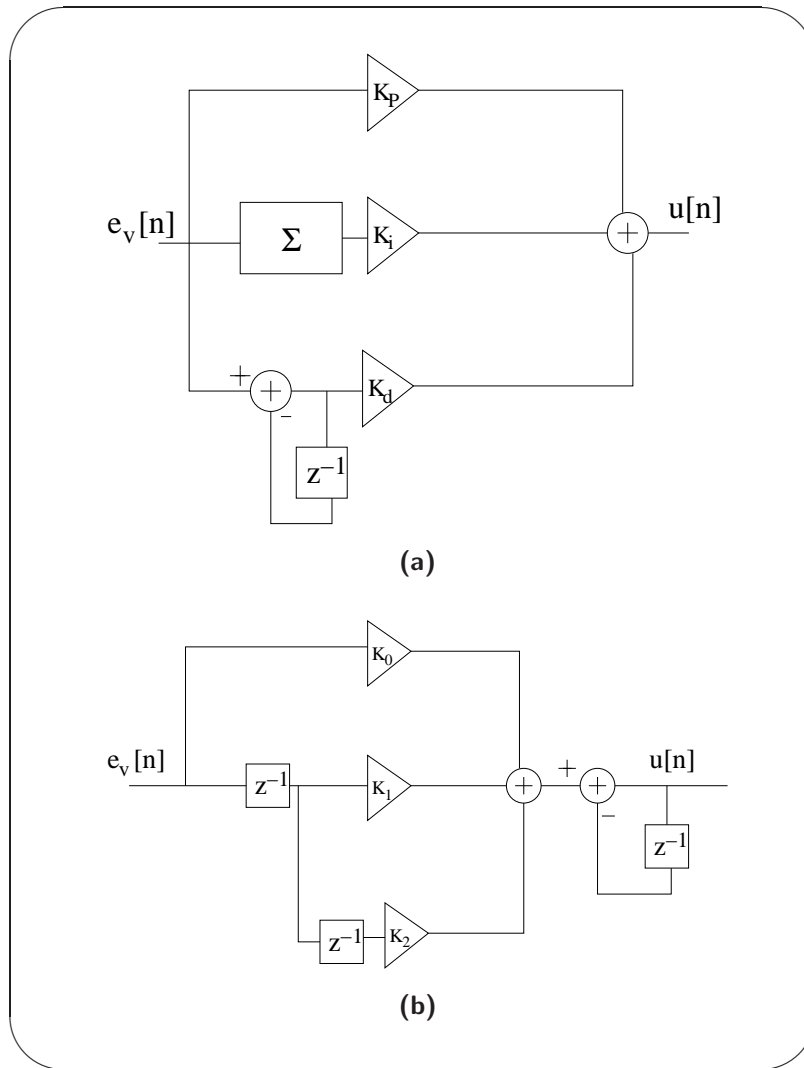 K_P
e_v[n]
Σ
K_i
+
u[n]
+
+
−
K_d
z^{−1}
(a)
K_0
e_v[n]
z^{−1}
K_1
+
+
+
−
u[n]
z^{−1}
z^{−1}
K_2
(b)